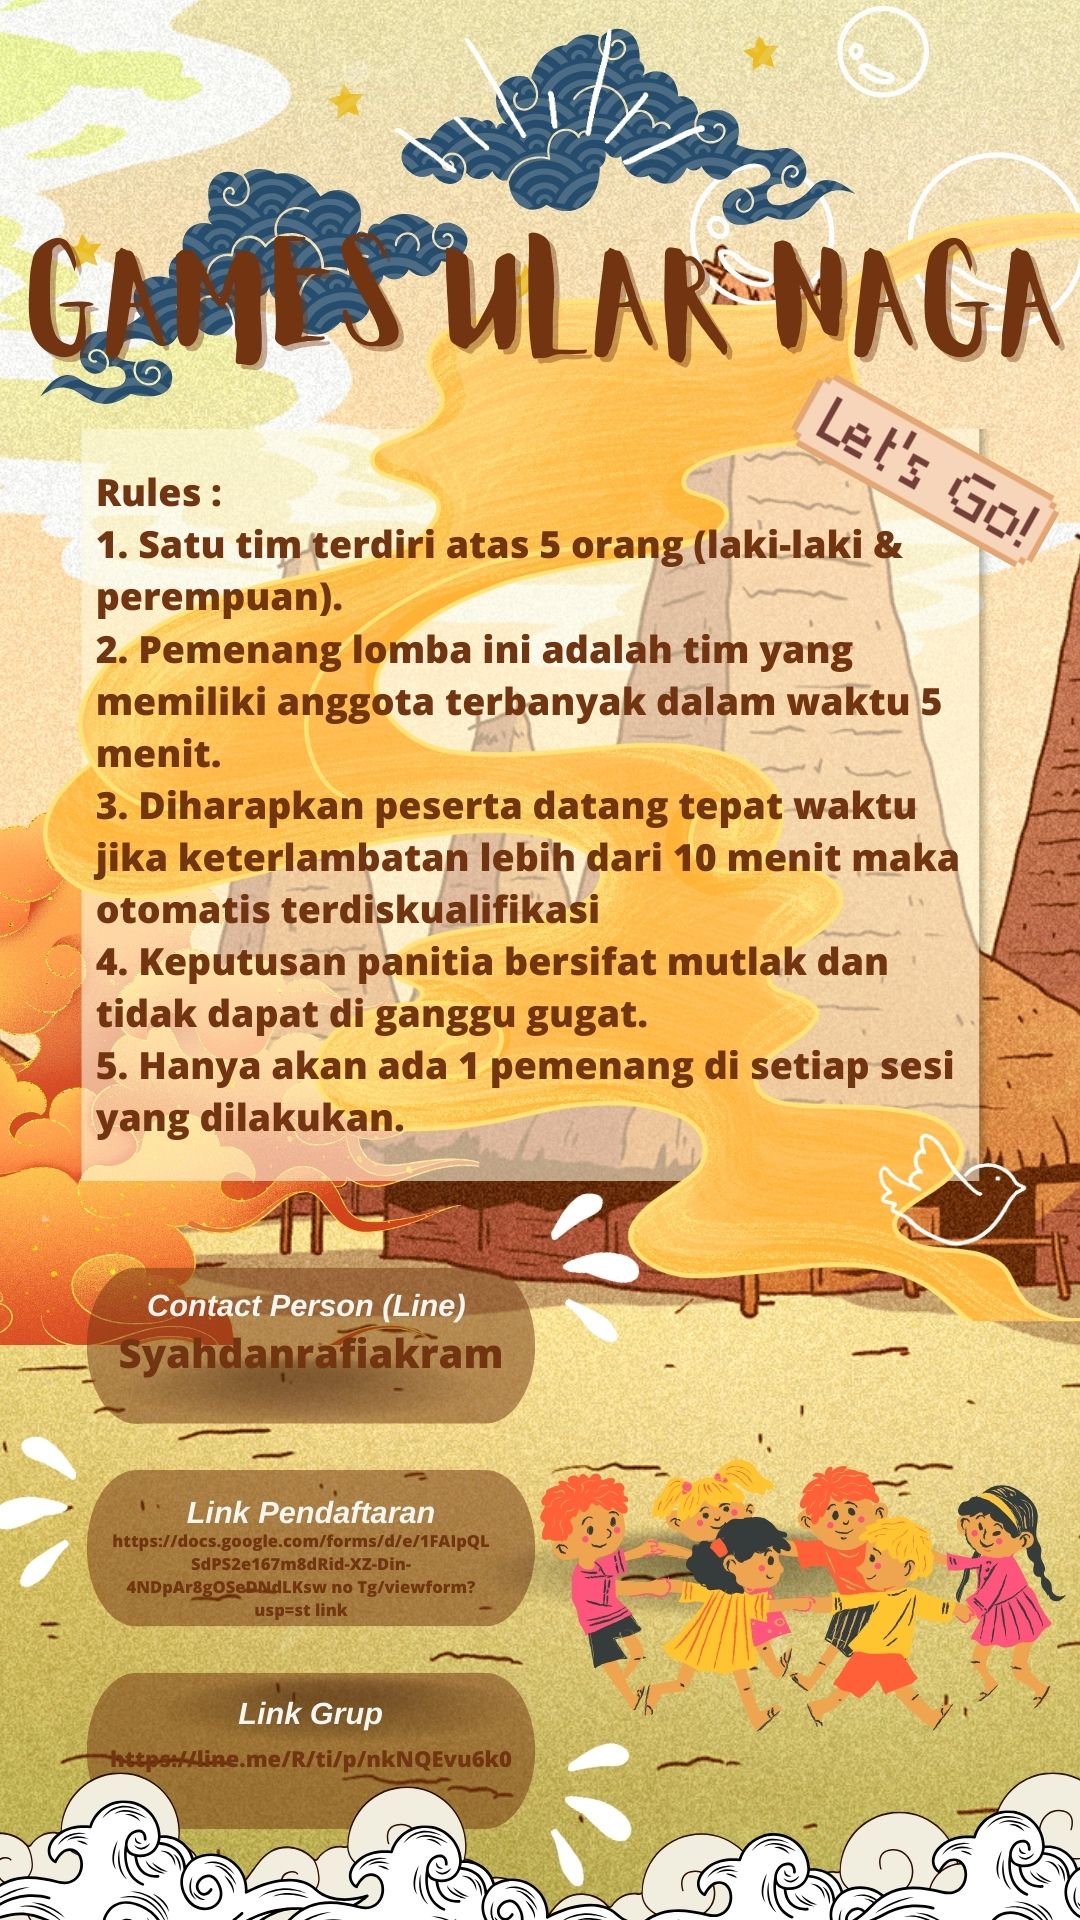 GAMES ULAR NAGA
Let's Go!
Rules :
1. Satu tim terdiri atas 5 orang (laki-laki &
perempuan).
2. Pemenang lomba ini adalah tim yang
memiliki anggota terbanyak dalam waktu 5
menit.
3. Diharapkan peserta datang tepat waktu
jika keterlambatan lebih dari 10 menit maka
otomatis terdiskualifikasi
4. Keputusan panitia bersifat mutlak dan
tidak dapat di ganggu gugat.
5. Hanya akan ada 1 pemenang di setiap sesi
yang dilakukan.
Contact Person (Line)
Syahdanrafiakram
Link Pendaftaran
https://docs.google.com/forms/d/e/1FAIpQL
SdPS2e167m8dRid-XZ-Din-
4NDpAr8gOSeDNdLKsw no Tg/viewform?
usp=st link
Link Grup
https://line.me/R/ti/p/nkNQEvu6k0